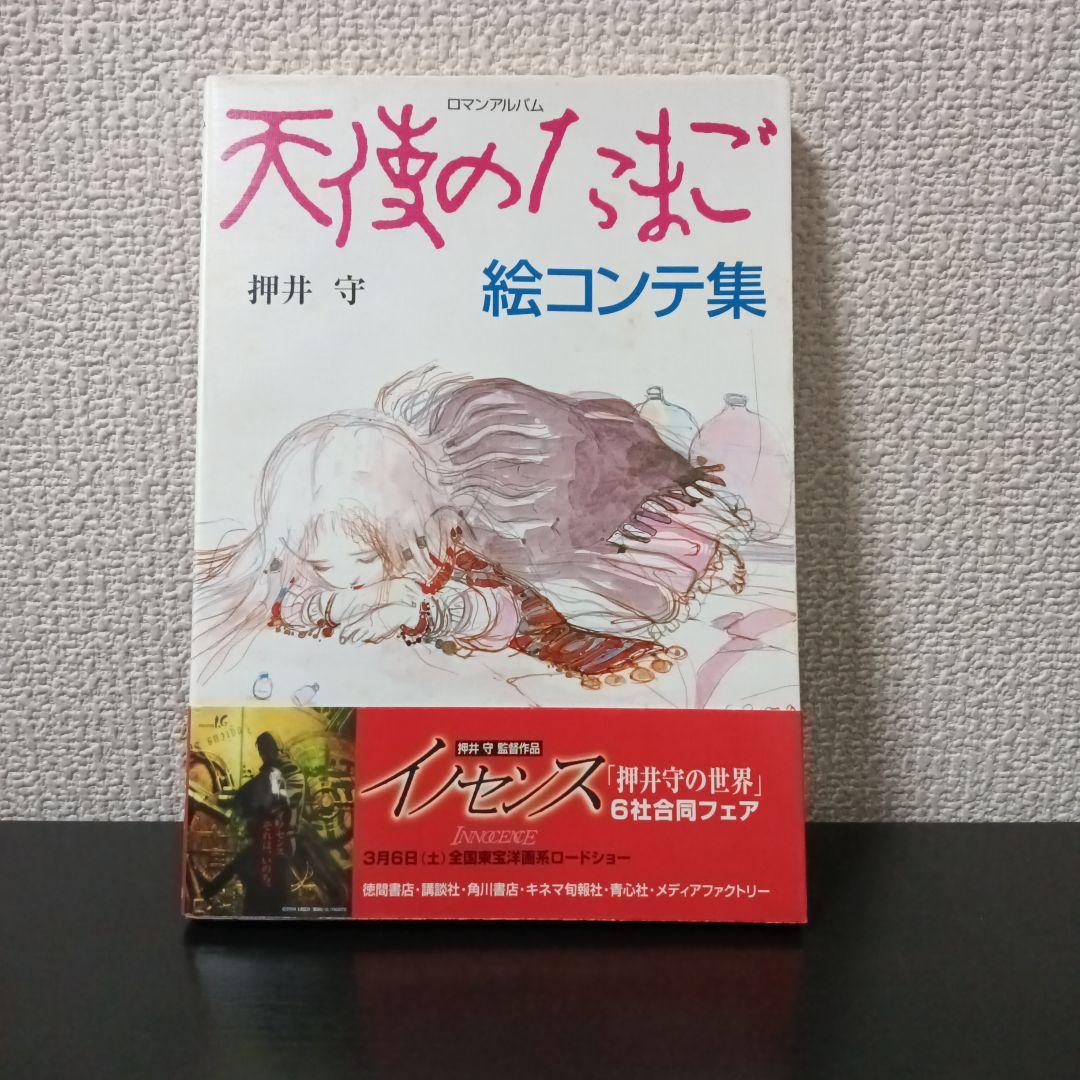 ロマンアルバム
天使のたまご
押井 守
絵コンテ集
I.G
押井 守 監督作品
イノセンス
INNOCENCE
「押井守の世界」
6社合同フェア
3月6日(土)全国東宝洋画系ロードショー
徳間書店・講談社・角川書店・キネマ旬報社・青心社・メディアファクトリー